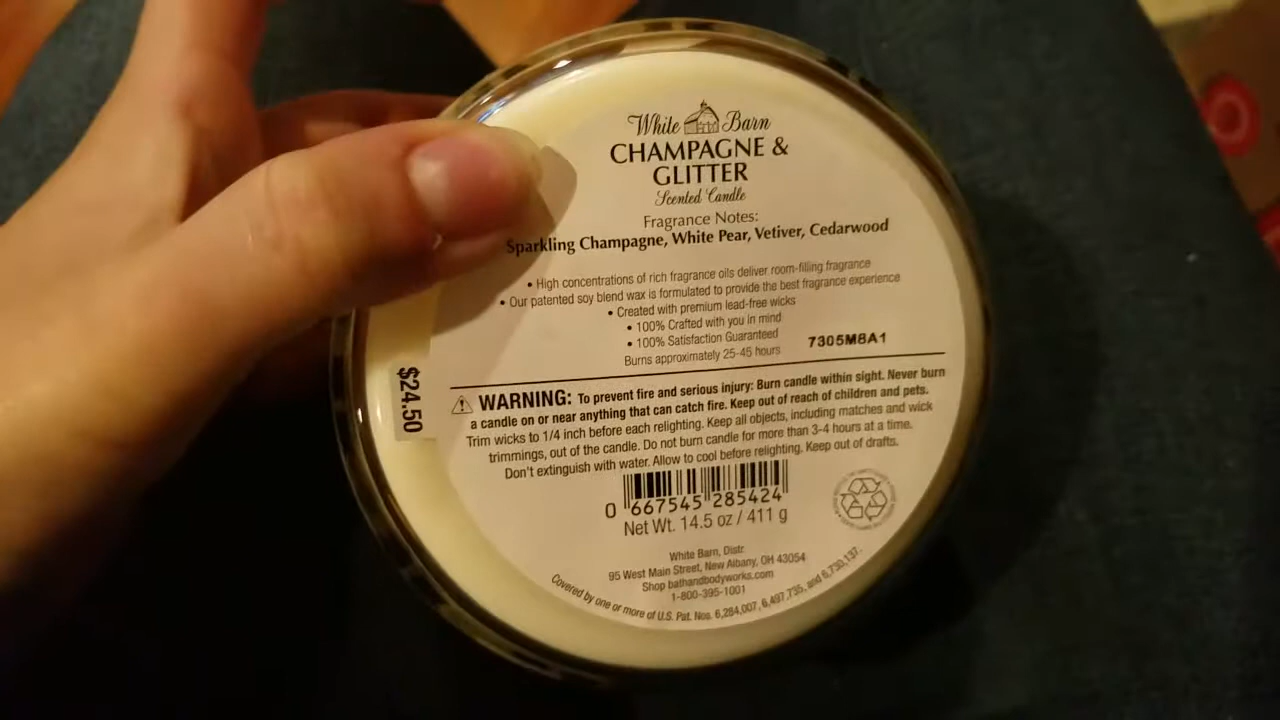 White Barn
CHAMPAGNE &
GLITTER
Scented Candle
Fragrance Notes:
Sparkling Champagne, White Pear, Vetiver, Cedarwood
• High concentrations of rich fragrance oils deliver room-filling fragrance
• Our patented soy blend wax is formulated to provide the best fragrance experience
• Created with premium lead-free wicks
• 100% Crafted with you in mind
• 100% Satisfaction Guaranteed
Burns approximately 25-45 hours
7305M8A1
$24.50
WARNING: To prevent fire and serious injury: Burn candle within sight. Never burn
a candle on or near anything that can catch fire. Keep out of reach of children and pets.
Trim wicks to 1/4 inch before each relighting. Keep all objects, including matches and wick
trimmings, out of the candle. Do not burn candle for more than 3-4 hours at a time.
Don't extinguish with water. Allow to cool before relighting. Keep out of drafts.
0 667545 285424
Net Wt. 14.5 oz / 411 g
White Barn, Distr.
95 West Main Street, New Albany, OH 43054
Shop bathandbodyworks.com
1-800-395-1001
Covered by one or more of U.S. Pat. Nos. 6,284,007, 6,497,735, and 6,730,137.